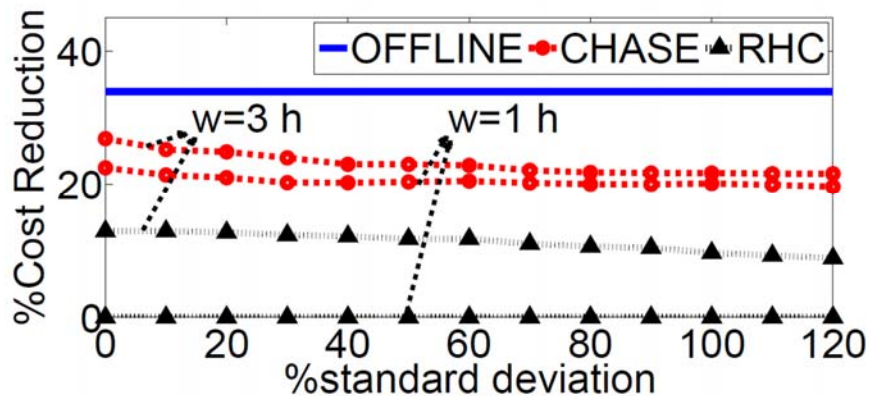 OFFLINE CHASE RHC
w=3 h w=1 h
%Cost Reduction
40
20
0
0 20 40 60 80 100 120
%standard deviation